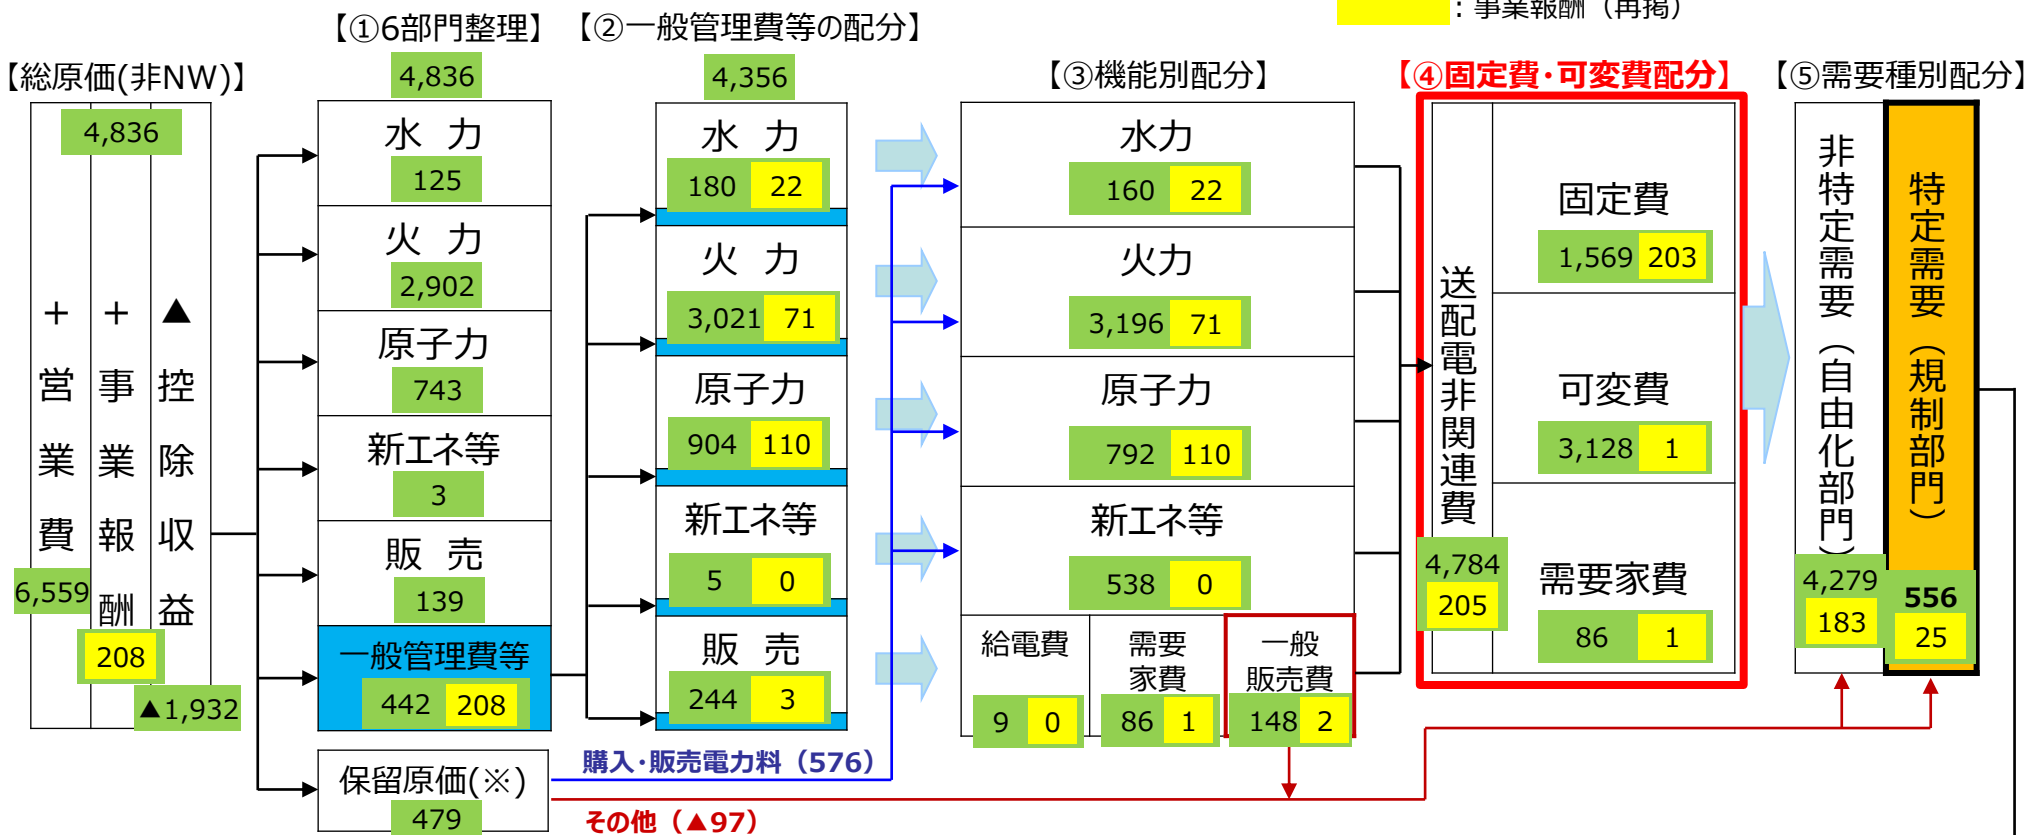 ：事業報酬（再掲）
【①6部門整理】
【②一般管理費等の配分】
【総原価(非NW)】
4,836
4,356
【③機能別配分】
【④固定費･可変費配分】
【⑤需要種別配分】
4,836
＋営業費
6,559
＋事業報酬
208
▲控除収益
▲1,932
水 力
125
火 力
2,902
原子力
743
新エネ等
3
販 売
139
一般管理費等
442 208
保留原価(※)
479
水 力
180 22
火 力
3,021 71
原子力
904 110
新エネ等
5 0
販 売
244 3
購入･販売電力料（576）
その他（▲97）
水力
160 22
火力
3,196 71
原子力
792 110
新エネ等
538 0
給電費
9 0
需要
家費
86 1
一般
販売費
148 2
送配電非関連費
4,784
205
固定費
1,569 203
可変費
3,128 1
需要家費
86 1
非特定需要（自由化部門）
4,279
183
特定需要（規制部門）
556
25